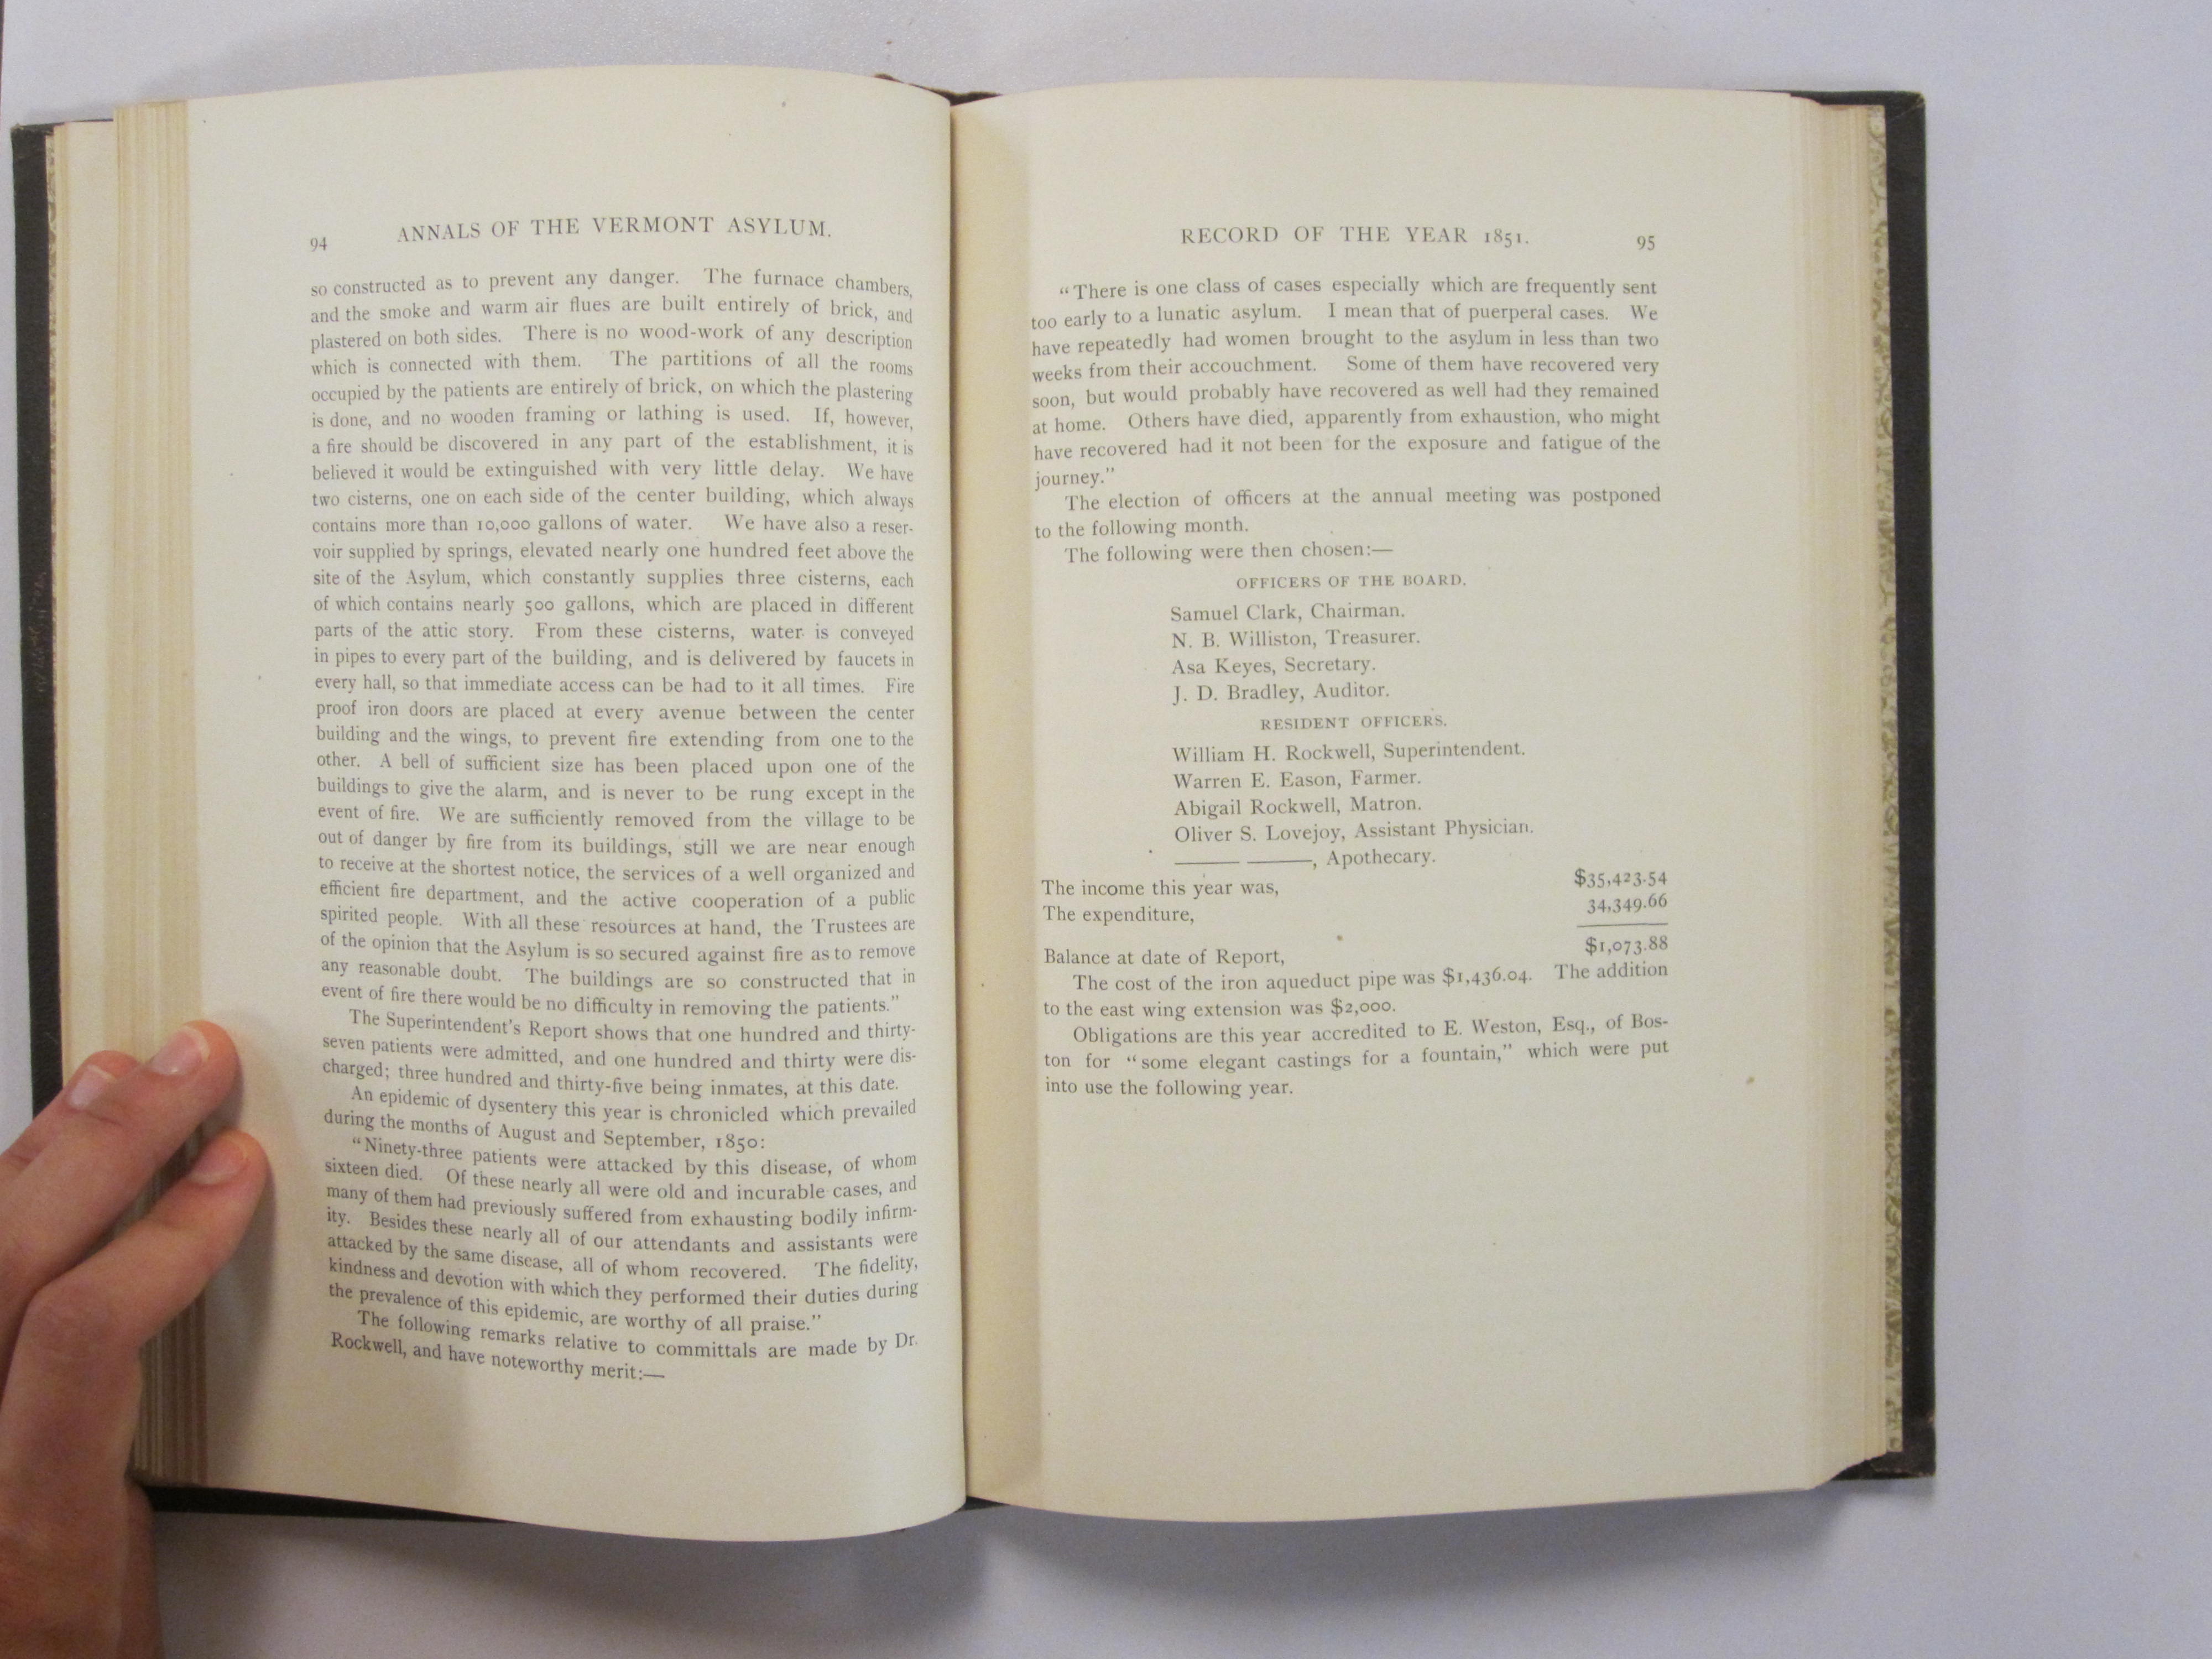 94 ANNALS OF THE VERMONT ASYLUM.
so constructed as to prevent any danger. The furnace chambers,
and the smoke and warm air flues are built entirely of brick, and
plastered on both sides. There is no wood-work of any description
which is connected with them. The partitions of all the rooms
occupied by the patients are entirely of brick, on which the plastering
is done, and no wooden framing or lathing is used. If, however,
a fire should be discovered in any part of the establishment, it is
believed it would be extinguished with very little delay. We have
two cisterns, one on each side of the center building, which always
contains more than 10,000 gallons of water. We have also a reser-
voir supplied by springs, elevated nearly one hundred feet above the
site of the Asylum, which constantly supplies three cisterns, each
of which contains nearly 500 gallons, which are placed in different
parts of the attic story. From these cisterns, water is conveyed
in pipes to every part of the building, and is delivered by faucets in
every hall, so that immediate access can be had to it all times. Fire
proof iron doors are placed at every avenue between the center
building and the wings, to prevent fire extending from one to the
other. A bell of sufficient size has been placed upon one of the
buildings to give the alarm, and is never to be rung except in the
event of fire. We are sufficiently removed from the village to be
out of danger by fire from its buildings, still we are near enough
to receive at the shortest notice, the services of a well organized and
efficient fire department, and the active cooperation of a public
spirited people. With all these resources at hand, the Trustees are
of the opinion that the Asylum is so secured against fire as to remove
any reasonable doubt. The buildings are so constructed that in
event of fire there would be no difficulty in removing the patients."
The Superintendent's Report shows that one hundred and thirty-
seven patients were admitted, and one hundred and thirty were dis-
charged; three hundred and thirty-five being inmates, at this date.
An epidemic of dysentery this year is chronicled which prevailed
during the months of August and September, 1850:
"Ninety-three patients were attacked by this disease, of whom
sixteen died. Of these nearly all were old and incurable cases, and
many of them had previously suffered from exhausting bodily infirm-
ity. Besides these nearly all of our attendants and assistants were
attacked by the same disease, all of whom recovered. The fidelity,
kindness and devotion with which they performed their duties during
the prevalence of this epidemic, are worthy of all praise."
The following remarks relative to committals are made by Dr.
Rockwell, and have noteworthy merit:—
RECORD OF THE YEAR 1851. 95
"There is one class of cases especially which are frequently sent
too early to a lunatic asylum. I mean that of puerperal cases. We
have repeatedly had women brought to the asylum in less than two
weeks from their accouchment. Some of them have recovered very
soon, but would probably have recovered as well had they remained
at home. Others have died, apparently from exhaustion, who might
have recovered had it not been for the exposure and fatigue of the
journey."
The election of officers at the annual meeting was postponed
to the following month.
The following were then chosen:—
OFFICERS OF THE BOARD.
Samuel Clark, Chairman.
N. B. Williston, Treasurer.
Asa Keyes, Secretary.
J. D. Bradley, Auditor.
RESIDENT OFFICERS.
William H. Rockwell, Superintendent.
Warren E. Eason, Farmer.
Abigail Rockwell, Matron.
Oliver S. Lovejoy, Assistant Physician.
——— ———, Apothecary.
The income this year was, $35,423.54
The expenditure, 34,349.66
Balance at date of Report, $1,073.88
The cost of the iron aqueduct pipe was $1,436.04. The addition
to the east wing extension was $2,000.
Obligations are this year accredited to E. Weston, Esq., of Bos-
ton for "some elegant castings for a fountain," which were put
into use the following year.